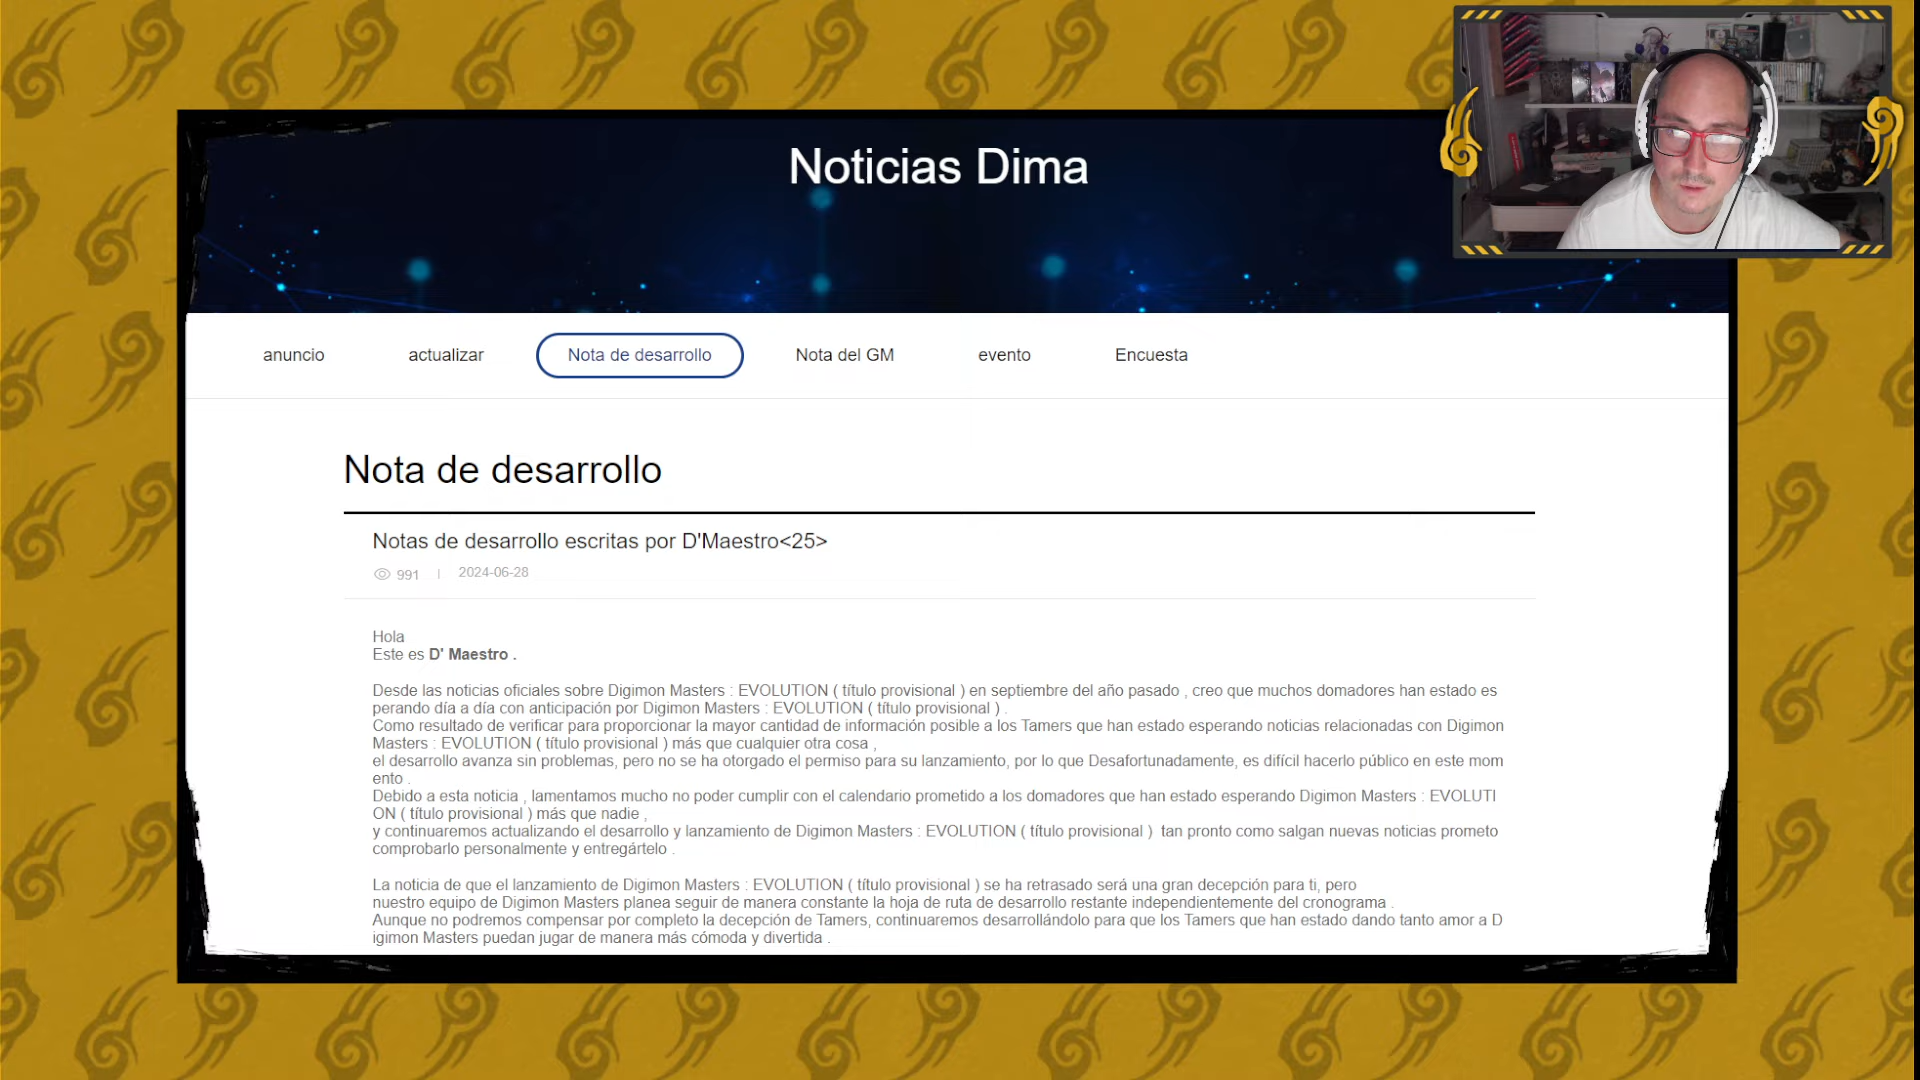 Noticias Dima
anuncio
actualizar
Nota de desarrollo
Nota del GM
evento
Encuesta
Nota de desarrollo
Notas de desarrollo escritas por D'Maestro<25>
991
2024-06-28
Hola
Este es D' Maestro .
Desde las noticias oficiales sobre Digimon Masters : EVOLUTION ( título provisional ) en septiembre del año pasado , creo que muchos domadores han estado es
perando día a día con anticipación por Digimon Masters : EVOLUTION ( título provisional ) .
Como resultado de verificar para proporcionar la mayor cantidad de información posible a los Tamers que han estado esperando noticias relacionadas con Digimon
Masters : EVOLUTION ( título provisional ) más que cualquier otra cosa ,
el desarrollo avanza sin problemas, pero no se ha otorgado el permiso para su lanzamiento, por lo que Desafortunadamente, es difícil hacerlo público en este mom
ento .
Debido a esta noticia , lamentamos mucho no poder cumplir con el calendario prometido a los domadores que han estado esperando Digimon Masters : EVOLUTI
ON ( título provisional ) más que nadie ,
y continuaremos actualizando el desarrollo y lanzamiento de Digimon Masters : EVOLUTION ( título provisional ) tan pronto como salgan nuevas noticias prometo
comprobarlo personalmente y entregártelo .
La noticia de que el lanzamiento de Digimon Masters : EVOLUTION ( título provisional ) se ha retrasado será una gran decepción para ti, pero
nuestro equipo de Digimon Masters planea seguir de manera constante la hoja de ruta de desarrollo restante independientemente del cronograma .
Aunque no podremos compensar por completo la decepción de Tamers, continuaremos desarrollándolo para que los Tamers que han estado dando tanto amor a D
igimon Masters puedan jugar de manera más cómoda y divertida .